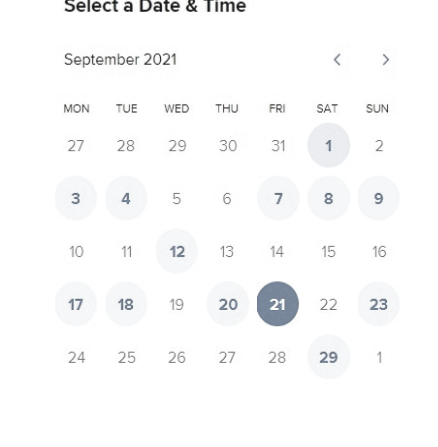 Select a Date & Time
September 2021
MON TUE WED THU FRI SAT SUN
27 28 29 30 31 1 2
3 4 5 6 7 8 9
10 11 12 13 14 15 16
17 18 19 20 21 22 23
24 25 26 27 28 29 1